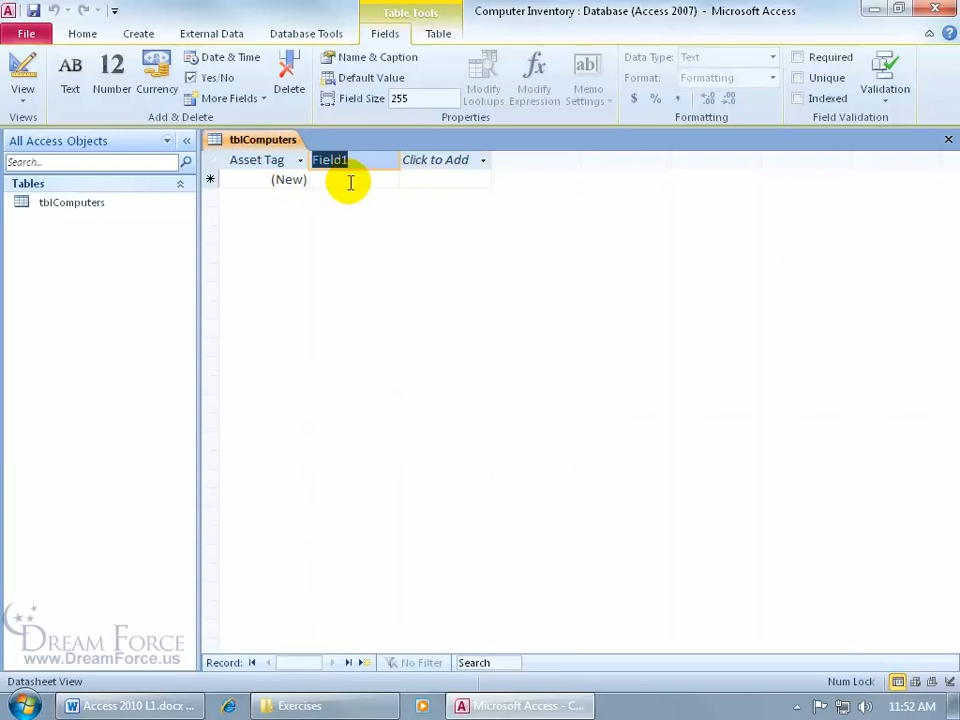 Table Tools
Computer Inventory : Database (Access 2007) - Microsoft Access
File Home Create External Data Database Tools Fields Table
View
Views
AB
Text
12
Number
Currency
Date & Time
Yes/No
More Fields
Delete
Add & Delete
Name & Caption
Default Value
Field Size 255
Modify
Lookups
fx
Modify
Expression
ab
Memo
Settings
Properties
Data Type: Text
Format: Formatting
$ % , .00
Formatting
Required
Unique
Indexed
Validation
Field Validation
All Access Objects
Search...
Tables
tblComputers
tblComputers
Asset Tag Field1 Click to Add
(New)
DREAM FORCE
www.DreamForce.us
Record: No Filter Search
Datasheet View Num Lock
Access 2010 L1.docx ... Exercises Microsoft Access - C... 11:52 AM